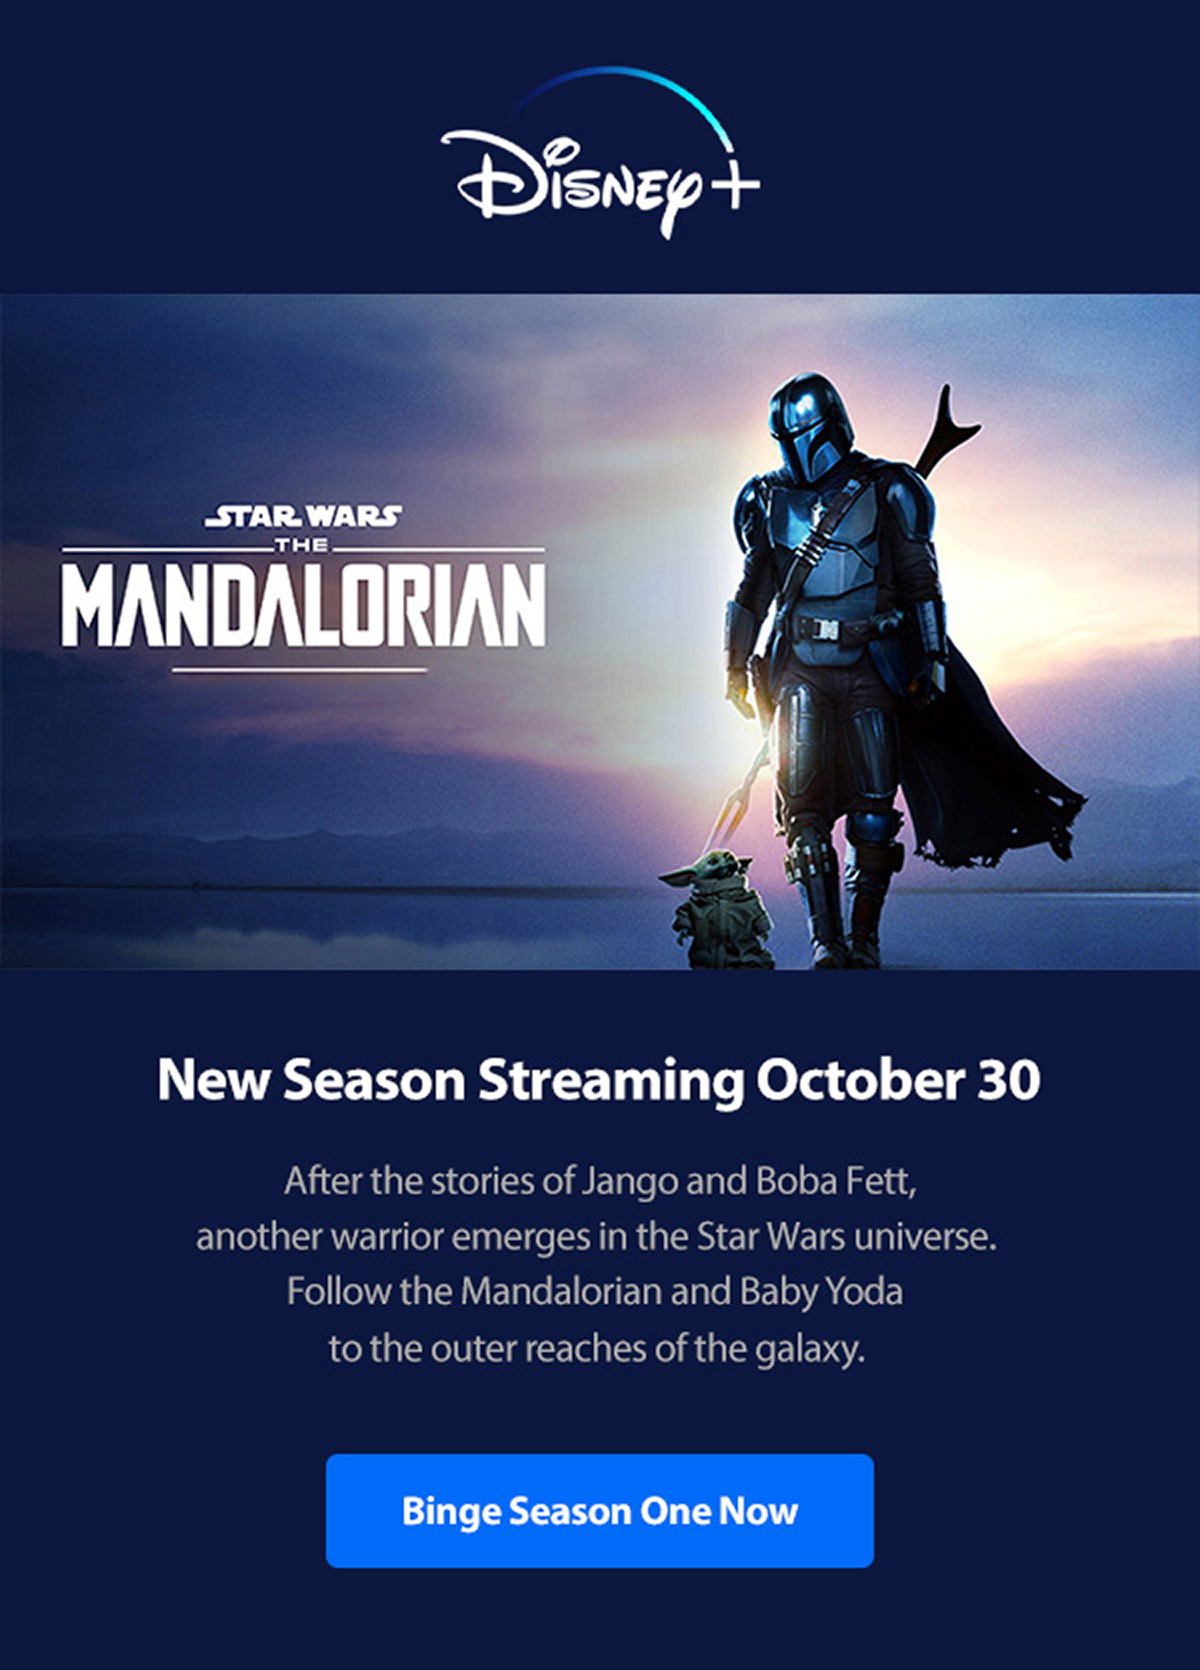 Disney+
STAR WARS
THE
MANDALORIAN
New Season Streaming October 30
After the stories of Jango and Boba Fett,
another warrior emerges in the Star Wars universe.
Follow the Mandalorian and Baby Yoda
to the outer reaches of the galaxy.
Binge Season One Now